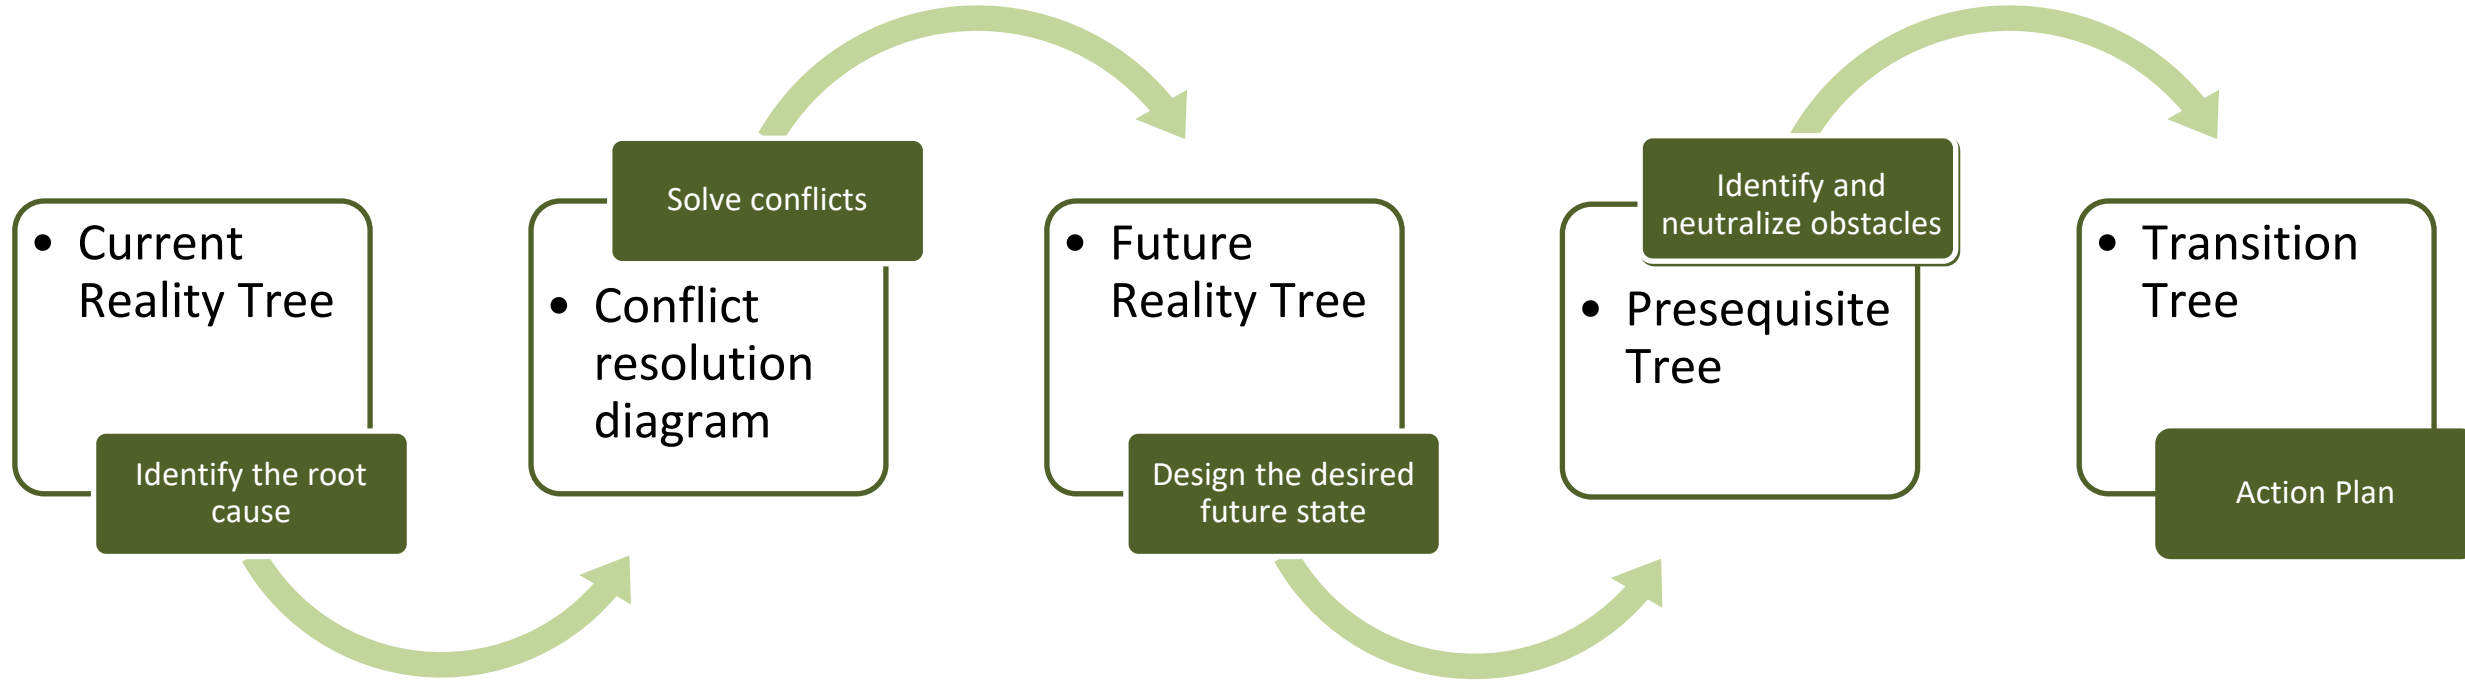 • Current
Reality Tree
Identify the root
cause
Solve conflicts
• Conflict
resolution
diagram
• Future
Reality Tree
Design the desired
future state
Identify and
neutralize obstacles
• Presequisite
Tree
• Transition
Tree
Action Plan